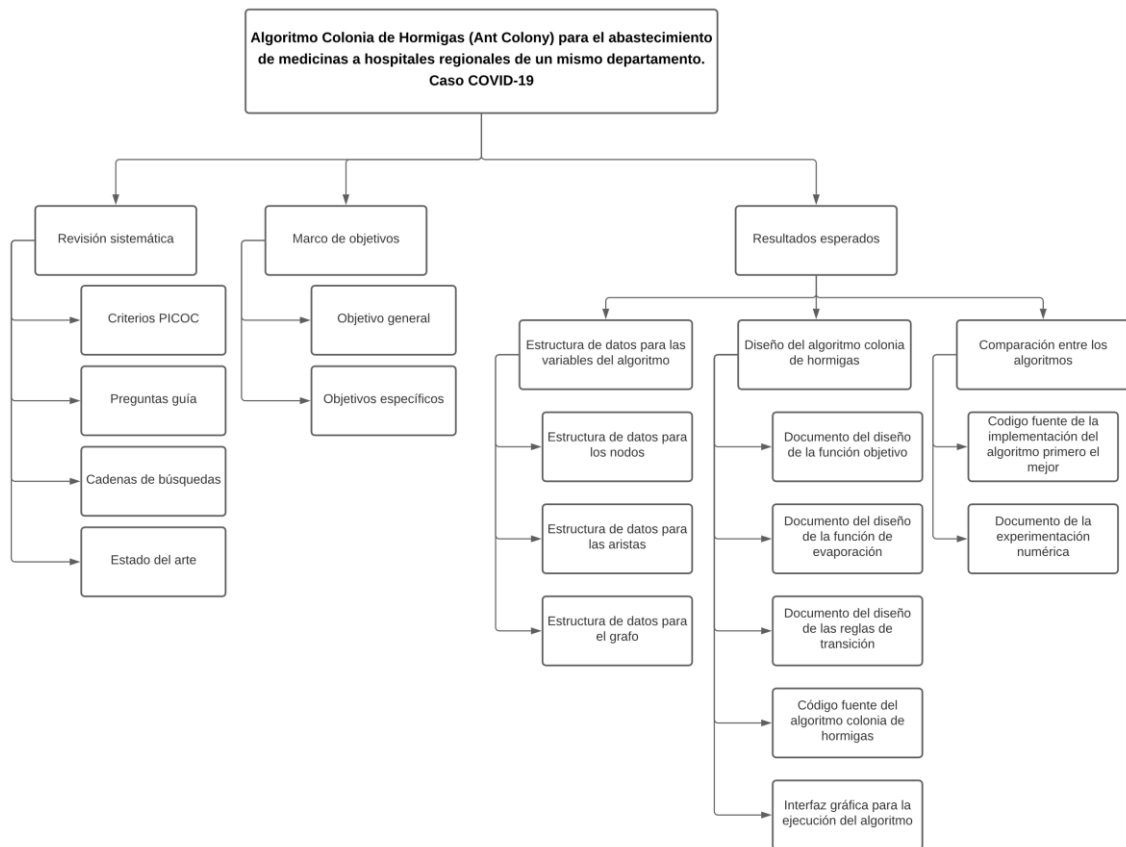 Algoritmo Colonia de Hormigas (Ant Colony) para el abastecimiento
de medicinas a hospitales regionales de un mismo departamento.
Caso COVID-19
Revisión sistemática
Criterios PICOC
Preguntas guía
Cadenas de búsquedas
Estado del arte
Marco de objetivos
Objetivo general
Objetivos específicos
Resultados esperados
Estructura de datos para las
variables del algoritmo
Estructura de datos para
los nodos
Estructura de datos para
las aristas
Estructura de datos para
el grafo
Diseño del algoritmo colonia
de hormigas
Documento del diseño
de la función objetivo
Documento del diseño
de la función de
evaporación
Documento del diseño
de las reglas de
transición
Código fuente del
algoritmo colonia de
hormigas
Interfaz gráfica para la
ejecución del algoritmo
Comparación entre los
algoritmos
Codigo fuente de la
implementación del
algoritmo primero el
mejor
Documento de la
experimentación
numérica